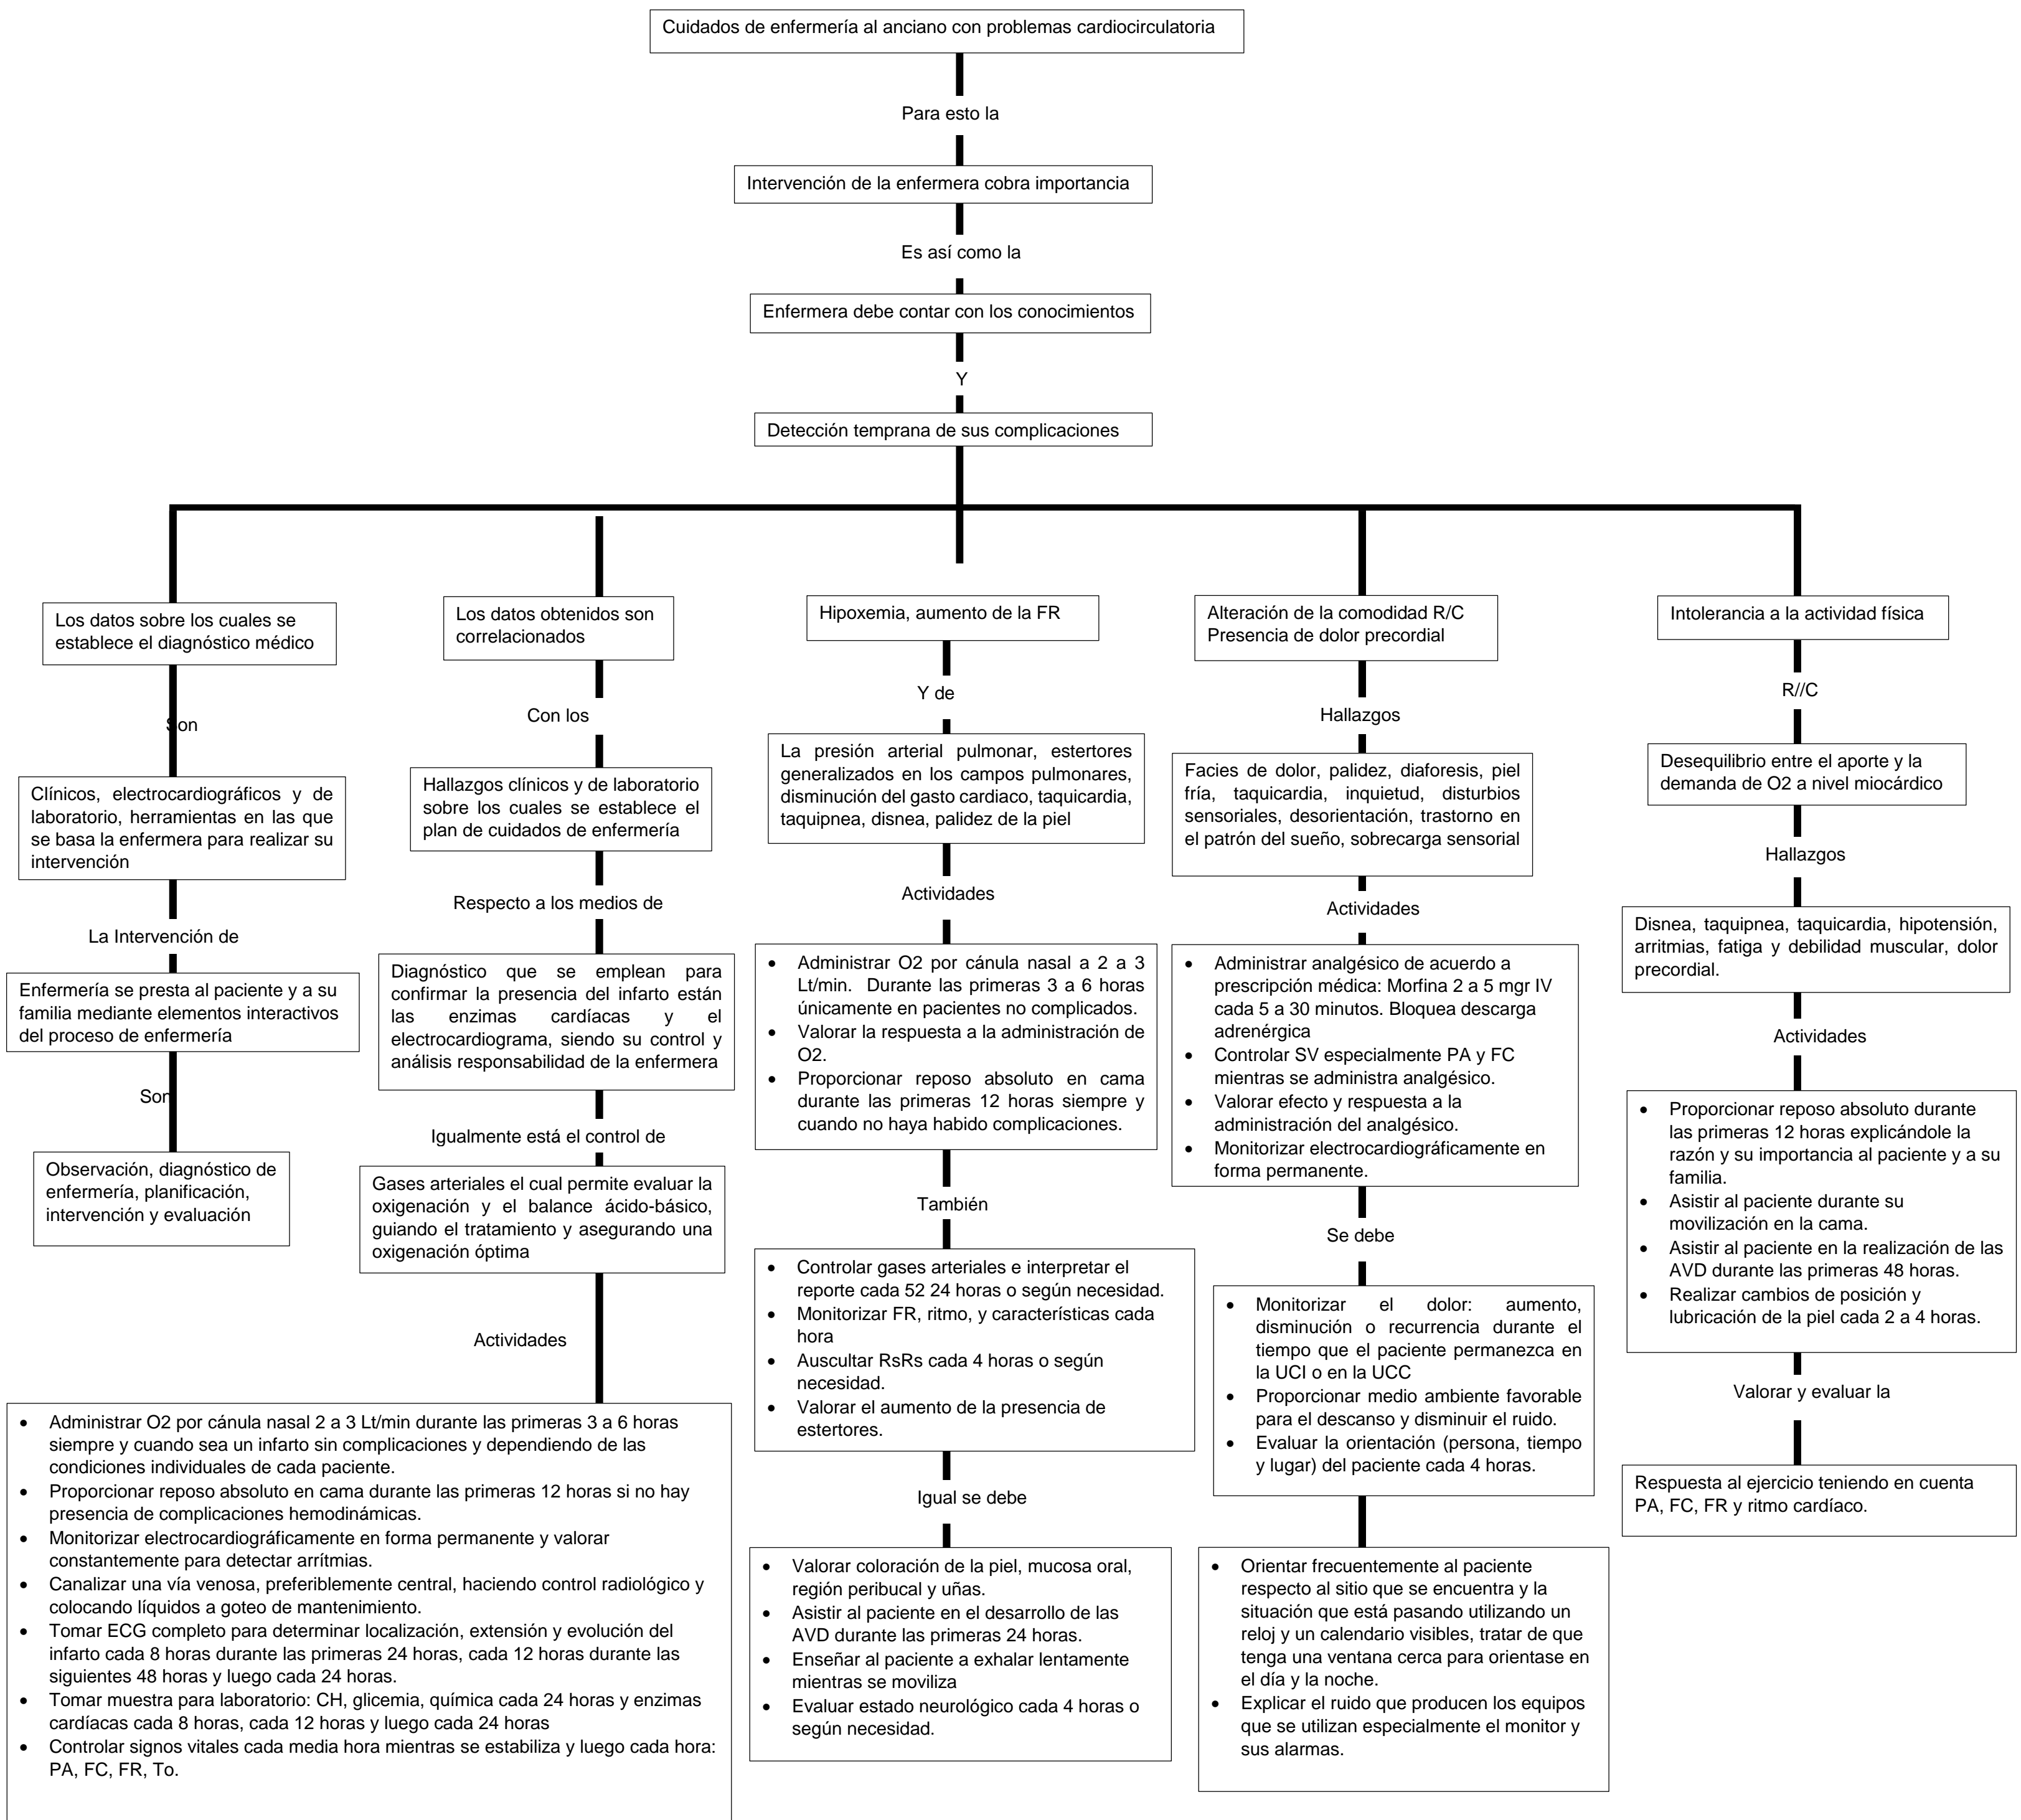 Cuidados de enfermería al anciano con problemas cardiocirculatoria
Para esto la
Intervención de la enfermera cobra importancia
Es así como la
Enfermera debe contar con los conocimientos
Y
Detección temprana de sus complicaciones
Los datos sobre los cuales se
establece el diagnóstico médico
Son
Clínicos, electrocardiográficos y de
laboratorio, herramientas en las que
se basa la enfermera para realizar su
intervención
La Intervención de
Enfermería se presta al paciente y a su
familia mediante elementos interactivos
del proceso de enfermería
Son
Observación, diagnóstico de
enfermería, planificación,
intervención y evaluación
Los datos obtenidos son
correlacionados
Con los
Hallazgos clínicos y de laboratorio
sobre los cuales se establece el
plan de cuidados de enfermería
Respecto a los medios de
Diagnóstico que se emplean para
confirmar la presencia del infarto están
las enzimas cardíacas y el
electrocardiograma, siendo su control y
análisis responsabilidad de la enfermera
Igualmente está el control de
Gases arteriales el cual permite evaluar la
oxigenación y el balance ácido-básico,
guiando el tratamiento y asegurando una
oxigenación óptima
Actividades
• Administrar O2 por cánula nasal 2 a 3 Lt/min durante las primeras 3 a 6 horas
siempre y cuando sea un infarto sin complicaciones y dependiendo de las
condiciones individuales de cada paciente.
• Proporcionar reposo absoluto en cama durante las primeras 12 horas si no hay
presencia de complicaciones hemodinámicas.
• Monitorizar electrocardiográficamente en forma permanente y valorar
constantemente para detectar arrítmias.
• Canalizar una vía venosa, preferiblemente central, haciendo control radiológico y
colocando líquidos a goteo de mantenimiento.
• Tomar ECG completo para determinar localización, extensión y evolución del
infarto cada 8 horas durante las primeras 24 horas, cada 12 horas durante las
siguientes 48 horas y luego cada 24 horas.
• Tomar muestra para laboratorio: CH, glicemia, química cada 24 horas y enzimas
cardíacas cada 8 horas, cada 12 horas y luego cada 24 horas
• Controlar signos vitales cada media hora mientras se estabiliza y luego cada hora:
PA, FC, FR, To.
Hipoxemia, aumento de la FR
Y de
La presión arterial pulmonar, estertores
generalizados en los campos pulmonares,
disminución del gasto cardiaco, taquicardia,
taquipnea, disnea, palidez de la piel
Actividades
• Administrar O2 por cánula nasal a 2 a 3
Lt/min. Durante las primeras 3 a 6 horas
únicamente en pacientes no complicados.
• Valorar la respuesta a la administración de
O2.
• Proporcionar reposo absoluto en cama
durante las primeras 12 horas siempre y
cuando no haya habido complicaciones.
También
• Controlar gases arteriales e interpretar el
reporte cada 52 24 horas o según necesidad.
• Monitorizar FR, ritmo, y características cada
hora
• Auscultar RsRs cada 4 horas o según
necesidad.
• Valorar el aumento de la presencia de
estertores.
Igual se debe
• Valorar coloración de la piel, mucosa oral,
región peribucal y uñas.
• Asistir al paciente en el desarrollo de las
AVD durante las primeras 24 horas.
• Enseñar al paciente a exhalar lentamente
mientras se moviliza
• Evaluar estado neurológico cada 4 horas o
según necesidad.
Alteración de la comodidad R/C
Presencia de dolor precordial
Hallazgos
Facies de dolor, palidez, diaforesis, piel
fría, taquicardia, inquietud, disturbios
sensoriales, desorientación, trastorno en
el patrón del sueño, sobrecarga sensorial
Actividades
• Administrar analgésico de acuerdo a
prescripción médica: Morfina 2 a 5 mgr IV
cada 5 a 30 minutos. Bloquea descarga
adrenérgica
• Controlar SV especialmente PA y FC
mientras se administra analgésico.
• Valorar efecto y respuesta a la
administración del analgésico.
• Monitorizar electrocardiográficamente en
forma permanente.
Se debe
• Monitorizar el dolor: aumento,
disminución o recurrencia durante el
tiempo que el paciente permanezca en
la UCI o en la UCC
• Proporcionar medio ambiente favorable
para el descanso y disminuir el ruido.
• Evaluar la orientación (persona, tiempo
y lugar) del paciente cada 4 horas.
• Orientar frecuentemente al paciente
respecto al sitio que se encuentra y la
situación que está pasando utilizando un
reloj y un calendario visibles, tratar de que
tenga una ventana cerca para orientase en
el día y la noche.
• Explicar el ruido que producen los equipos
que se utilizan especialmente el monitor y
sus alarmas.
Intolerancia a la actividad física
R//C
Desequilibrio entre el aporte y la
demanda de O2 a nivel miocárdico
Hallazgos
Disnea, taquipnea, taquicardia, hipotensión,
arritmias, fatiga y debilidad muscular, dolor
precordial.
Actividades
• Proporcionar reposo absoluto durante
las primeras 12 horas explicándole la
razón y su importancia al paciente y a su
familia.
• Asistir al paciente durante su
movilización en la cama.
• Asistir al paciente en la realización de las
AVD durante las primeras 48 horas.
• Realizar cambios de posición y
lubricación de la piel cada 2 a 4 horas.
Valorar y evaluar la
Respuesta al ejercicio teniendo en cuenta
PA, FC, FR y ritmo cardíaco.